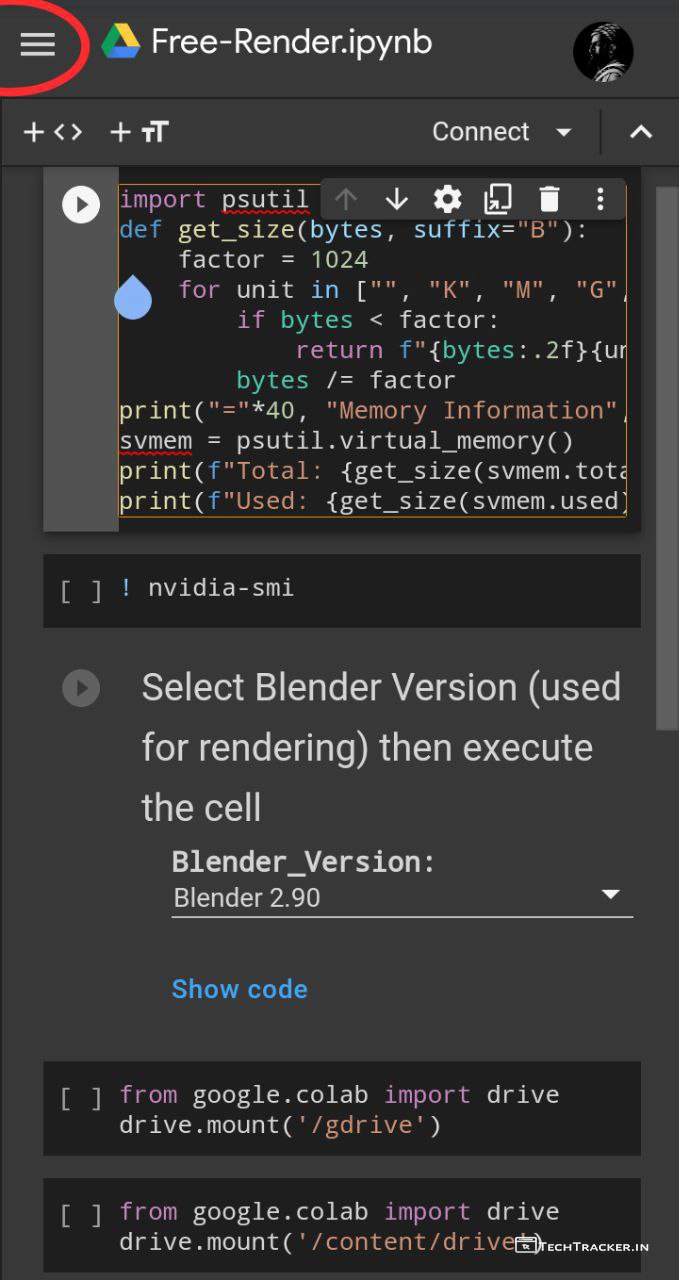 Free-Render.ipynb
+ <> + TT Connect
import psutil
def get_size(bytes, suffix="B"):
    factor = 1024
    for unit in ["", "K", "M", "G",
        if bytes < factor:
            return f"{bytes:.2f}{un
        bytes /= factor
print("="*40, "Memory Information",
svmem = psutil.virtual_memory()
print(f"Total: {get_size(svmem.tota
print(f"Used: {get_size(svmem.used)
[ ] ! nvidia-smi
Select Blender Version (used
for rendering) then execute
the cell
Blender_Version:
Blender 2.90
Show code
[ ] from google.colab import drive
drive.mount('/gdrive')
[ ] from google.colab import drive
drive.mount('/content/drive')
TechTracker.in